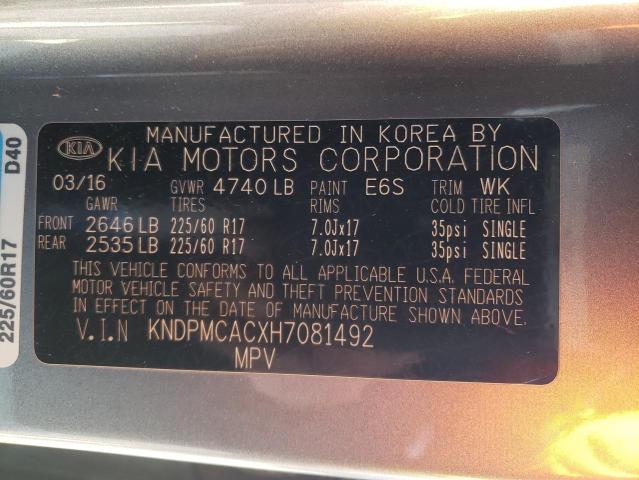 MANUFACTURED IN KOREA BY
KIA KIA MOTORS CORPORATION
03/16 GVWR 4740 LB PAINT E6S TRIM WK
GAWR TIRES RIMS COLD TIRE INFL
FRONT 2646 LB 225/60 R17 7.0Jx17 35psi SINGLE
REAR 2535 LB 225/60 R17 7.0Jx17 35psi SINGLE
THIS VEHICLE CONFORMS TO ALL APPLICABLE U.S.A. FEDERAL
MOTOR VEHICLE SAFETY AND THEFT PREVENTION STANDARDS
IN EFFECT ON THE DATE OF MANUFACTURE SHOWN ABOVE.
V.I.N KNDPMCACXH7081492
MPV
225/60R17 D40